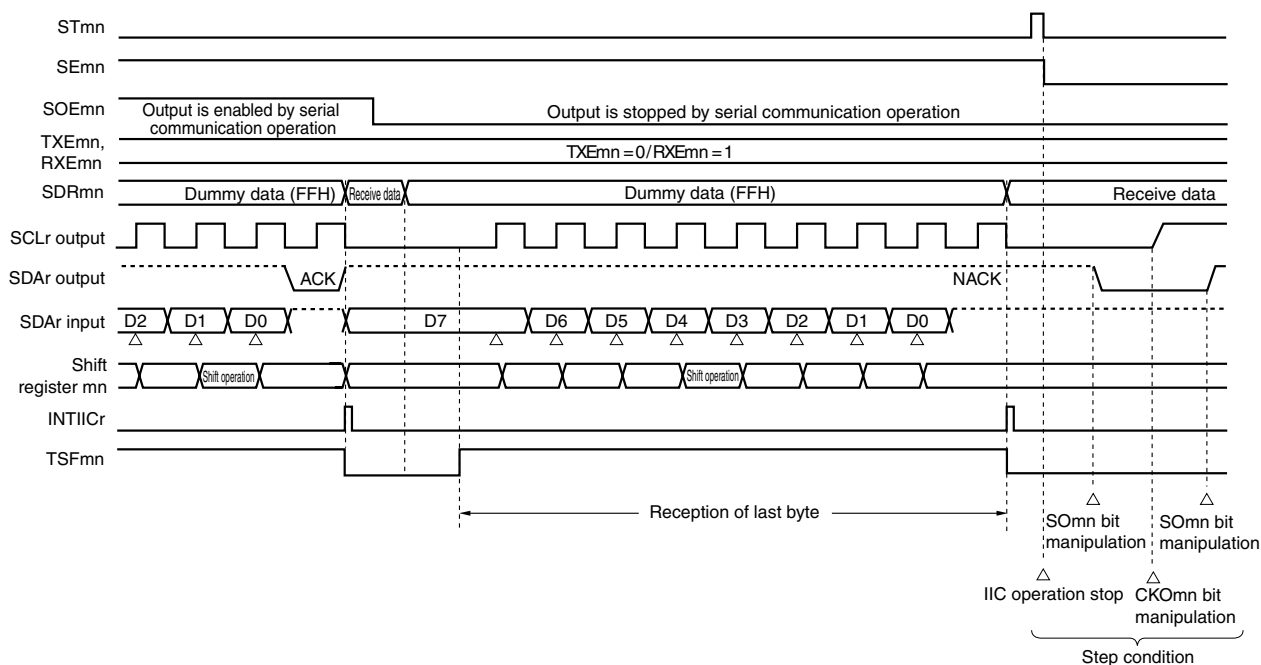 STmn
SEmn
SOEmn
Output is enabled by serial
communication operation
Output is stopped by serial communication operation
TXEmn,
RXEmn
TXEmn = 0 / RXEmn = 1
SDRmn
Dummy data (FFH)
Receive data
Dummy data (FFH)
Receive data
SCLr output
SDAr output
ACK
NACK
SDAr input
D2
D1
D0
D7
D6
D5
D4
D3
D2
D1
D0
Shift
register mn
Shift operation
Shift operation
INTIICr
TSFmn
Reception of last byte
SOmn bit
manipulation
SOmn bit
manipulation
IIC operation stop
CKOmn bit
manipulation
Step condition